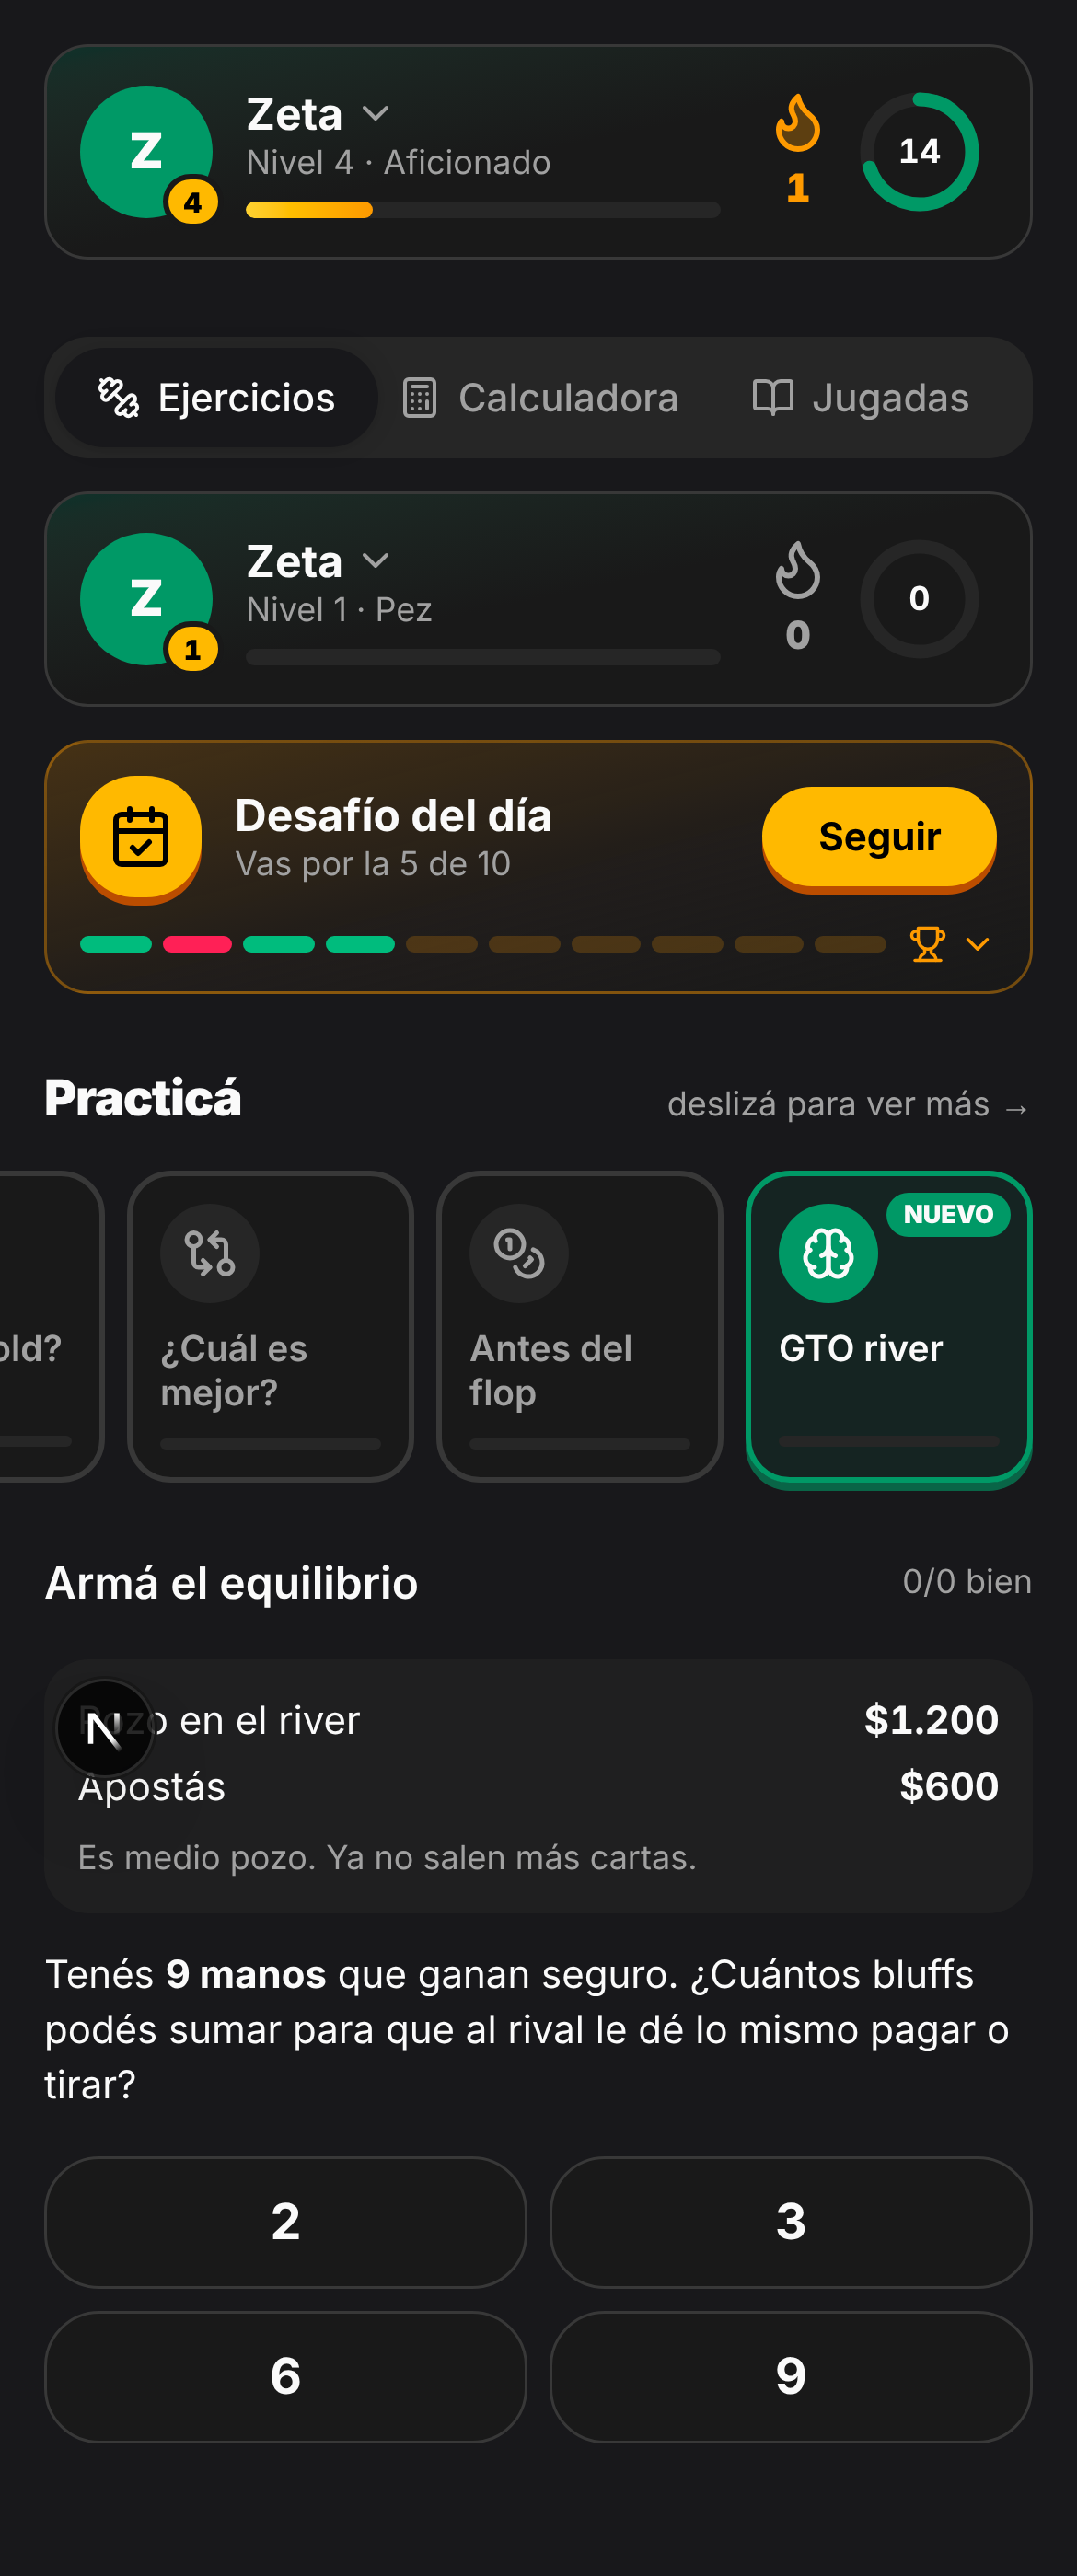 Z
4
Zeta
Nivel 4 · Aficionado
1
14
Ejercicios
Calculadora
Jugadas
Z
1
Zeta
Nivel 1 · Pez
0
0
Desafío del día
Vas por la 5 de 10
Seguir
Practicá
deslizá para ver más →
old?
¿Cuál es
mejor?
Antes del
flop
NUEVO
GTO river
Armá el equilibrio
0/0 bien
N
en el river
$1.200
Apostás
$600
Es medio pozo. Ya no salen más cartas.
Tenés 9 manos que ganan seguro. ¿Cuántos bluffs
podés sumar para que al rival le dé lo mismo pagar o
tirar?
2
3
6
9